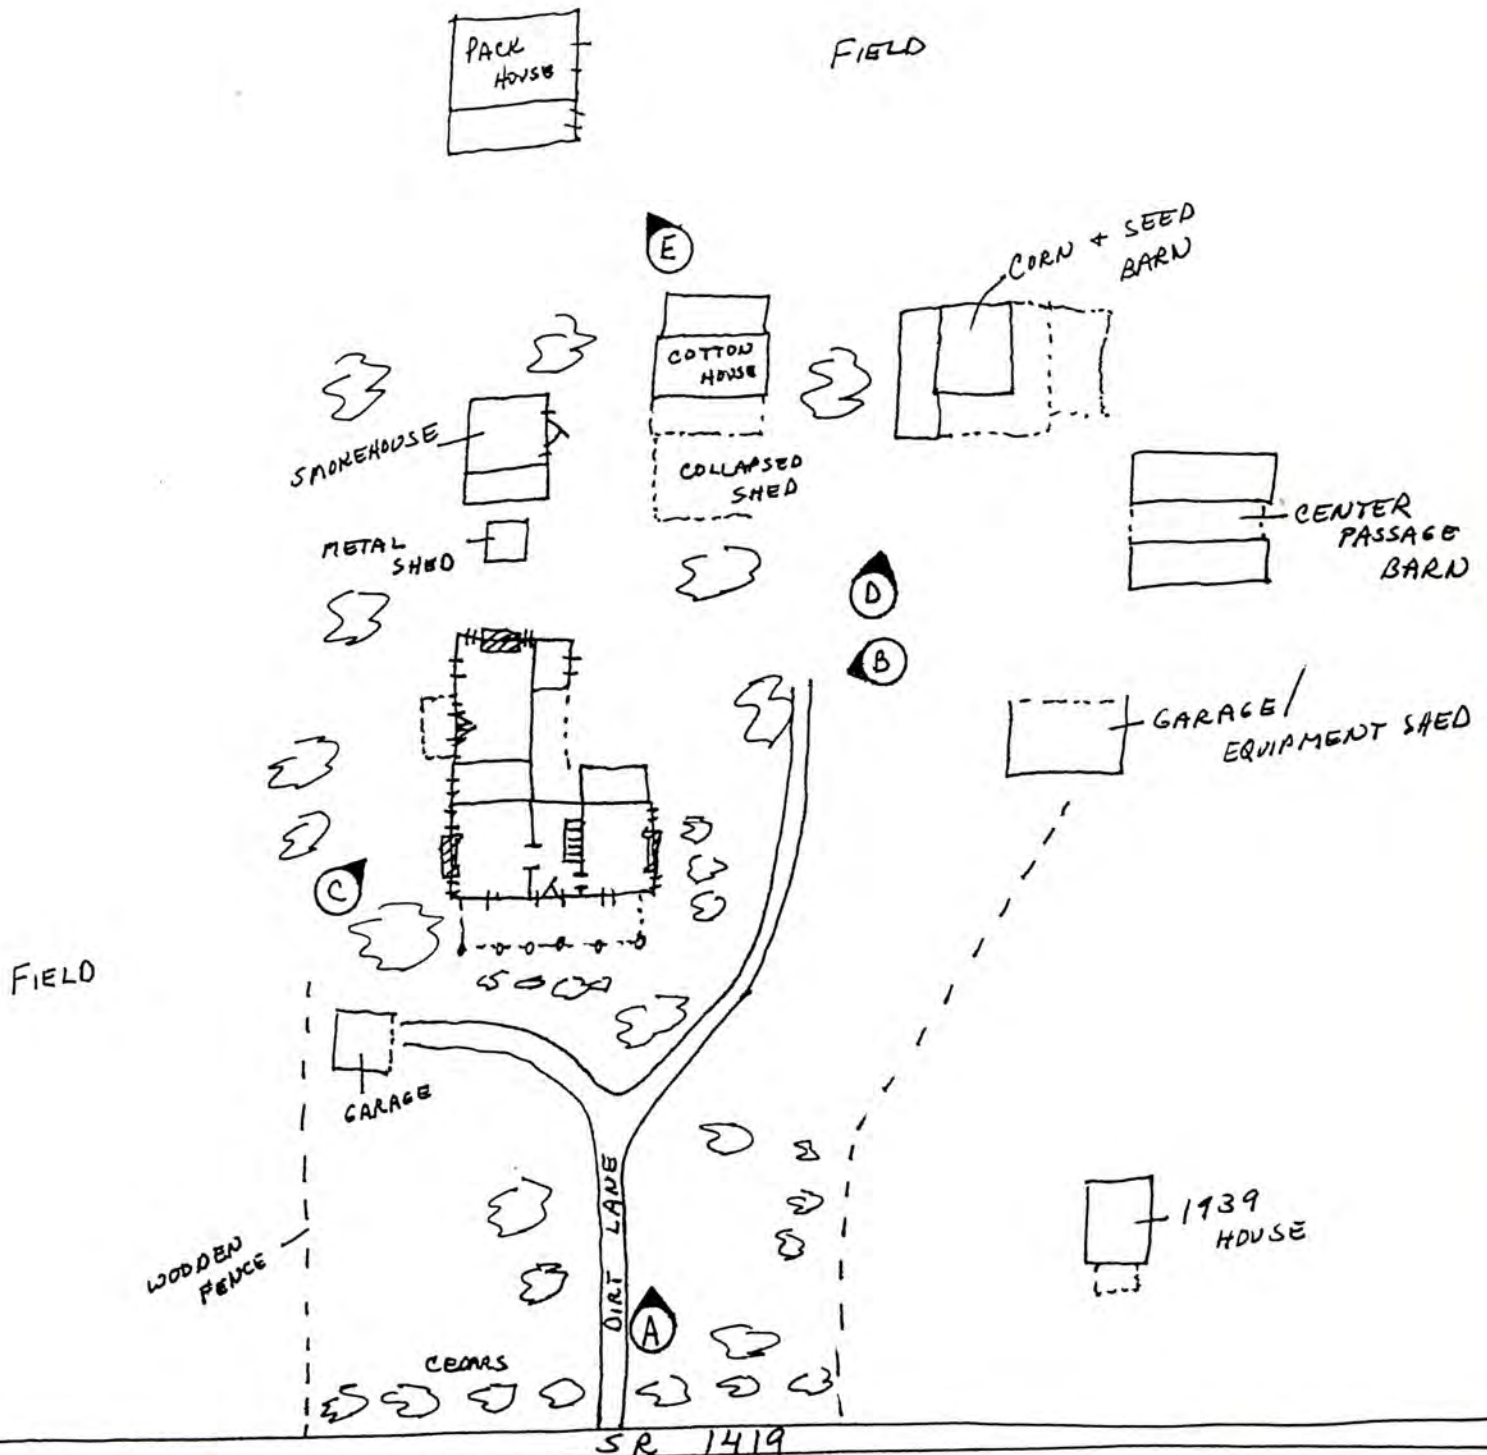 PACK
HOUSE
FIELD
E
CORN + SEED
BARN
COTTON
HOUSE
SMOKEHOUSE
COLLAPSED
SHED
METAL
SHED
CENTER
PASSAGE
BARN
D
B
GARAGE/
EQUIPMENT SHED
C
FIELD
GARAGE
DIRT LANE
1939
HOUSE
WOODEN
FENCE
A
CEDARS
SR 1419